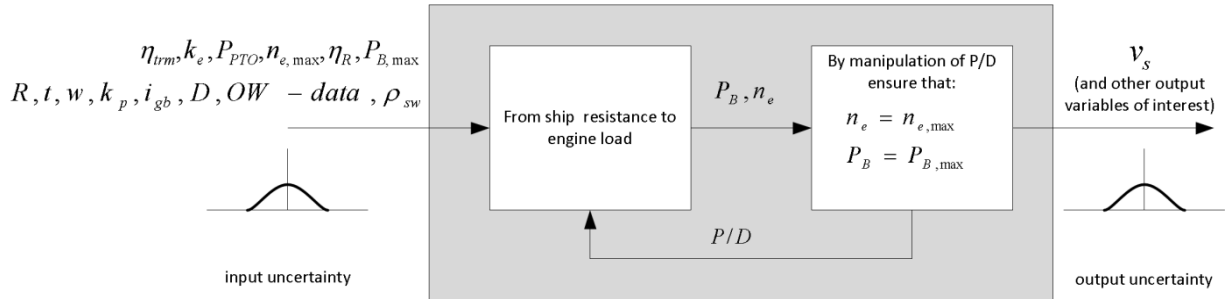 η_trm, k_e, P_PTO, n_e,max, η_R, P_B,max
R, t, w, k_p, i_gb, D, OW – data, ρ_sw
input uncertainty
From ship resistance to
engine load
P_B, n_e
By manipulation of P/D
ensure that:
n_e = n_e,max
P_B = P_B,max
P/D
v_s
(and other output
variables of interest)
output uncertainty